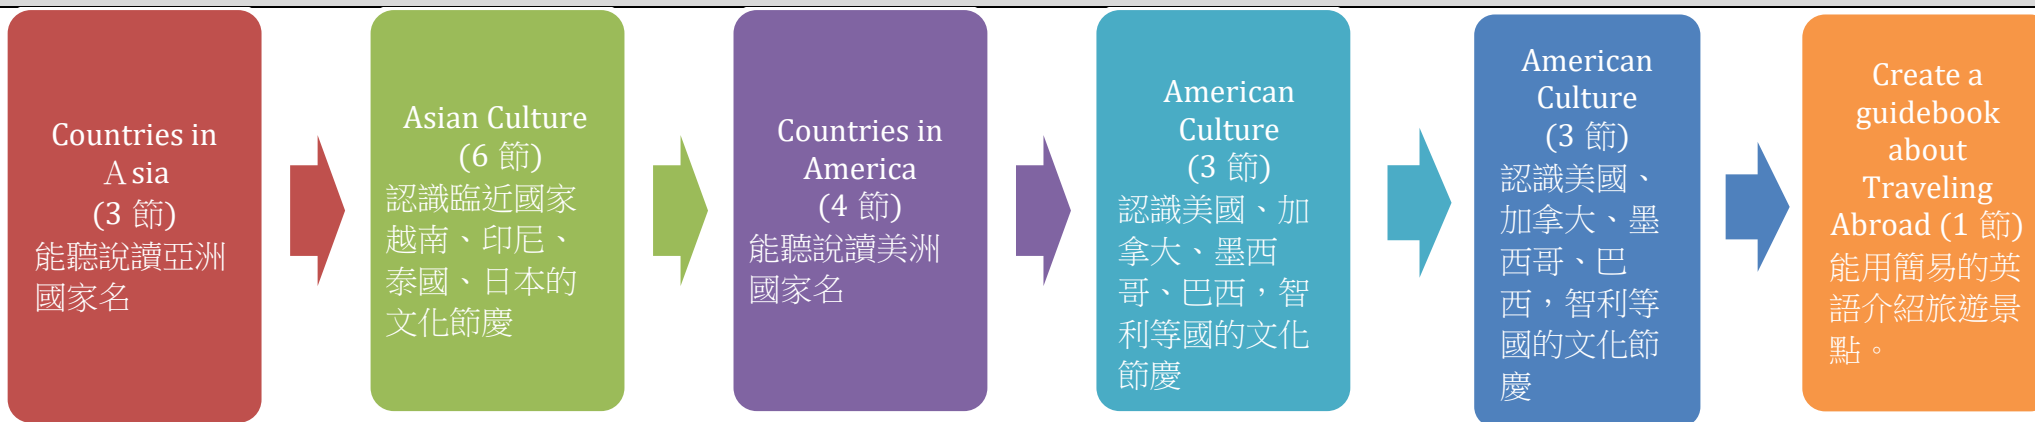 Countries in
Ａsia
(3 節)
能聽說讀亞洲
國家名
Asian Culture
(6 節)
認識臨近國家
越南、印尼、
泰國、日本的
文化節慶
Countries in
America
(4 節)
能聽說讀美洲
國家名
American
Culture
(3 節)
認識美國、加
拿大、墨西
哥、巴西，智
利等國的文化
節慶
American
Culture
(3 節)
認識美國、
加拿大、墨
西哥、巴
西，智利等
國的文化節
慶
Create a
guidebook
about
Traveling
Abroad (1 節)
能用簡易的英
語介紹旅遊景
點。